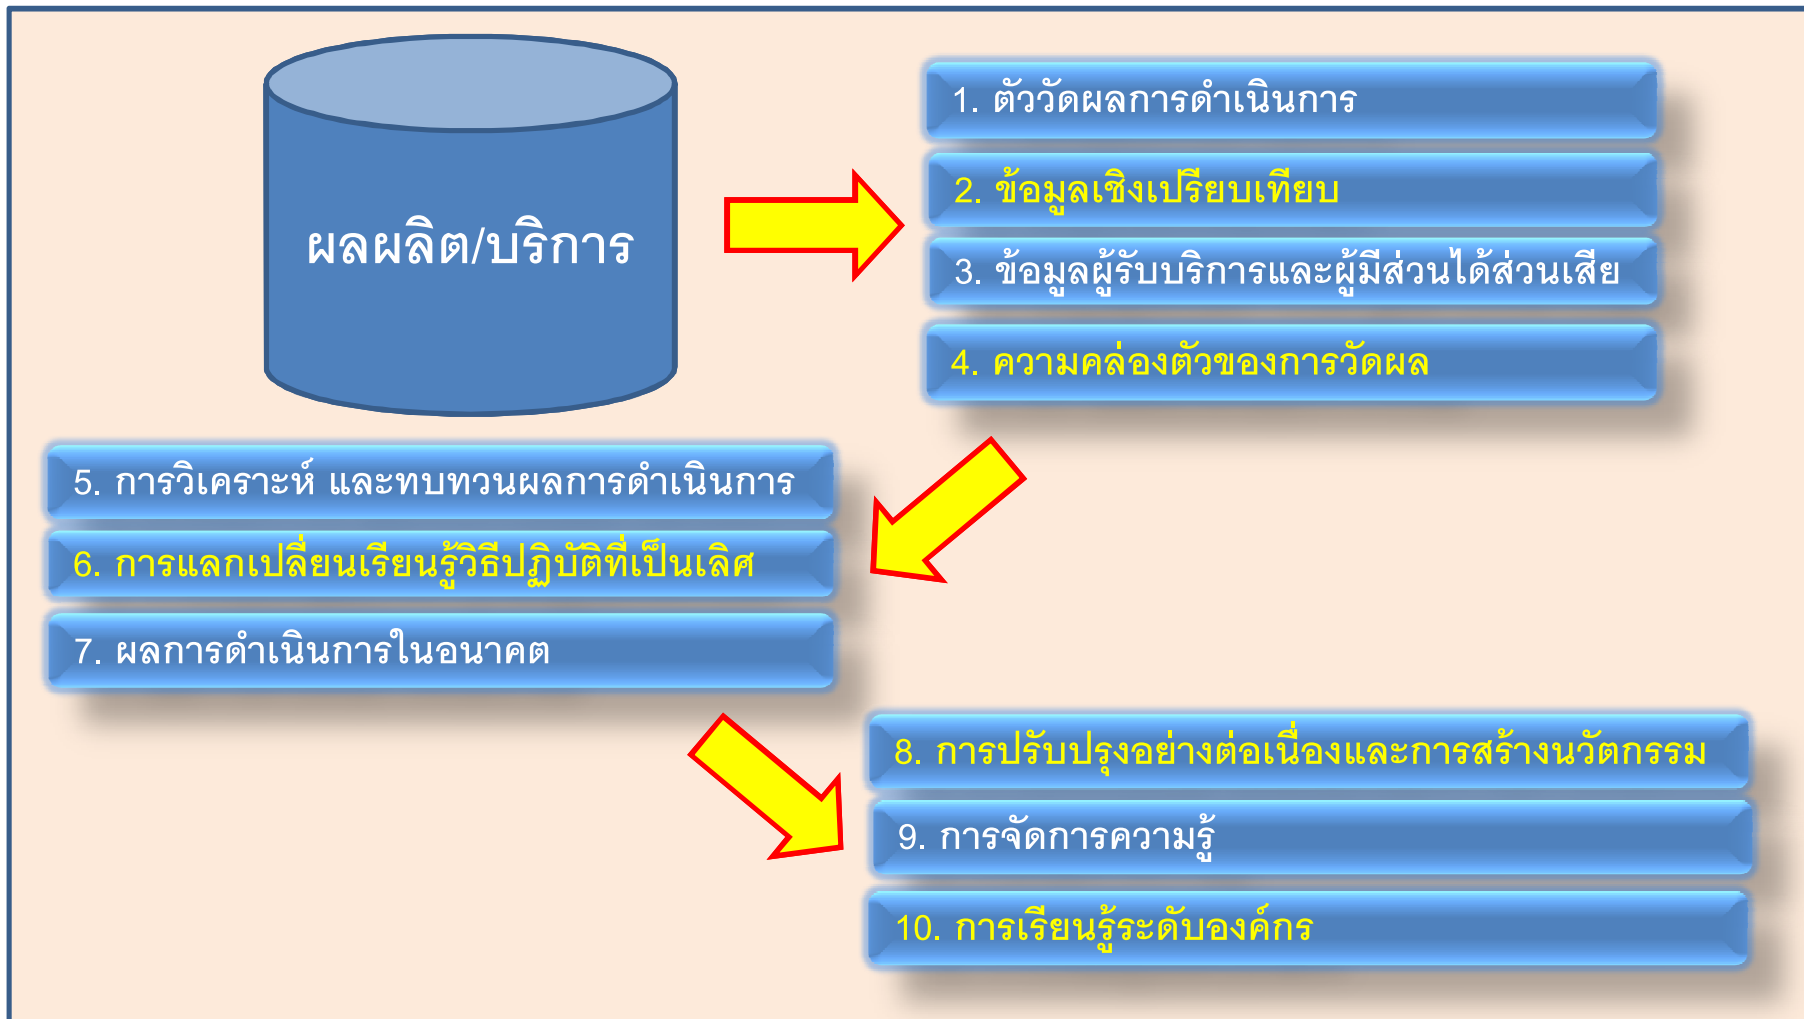 ผลผลิต/บริการ
1. ตัววัดผลการดำเนินการ
2. ข้อมูลเชิงเปรียบเทียบ
3. ข้อมูลผู้รับบริการและผู้มีส่วนได้ส่วนเสีย
4. ความคล่องตัวของการวัดผล
5. การวิเคราะห์ และทบทวนผลการดำเนินการ
6. การแลกเปลี่ยนเรียนรู้วิธีปฏิบัติที่เป็นเลิศ
7. ผลการดำเนินการในอนาคต
8. การปรับปรุงอย่างต่อเนื่องและการสร้างนวัตกรรม
9. การจัดการความรู้
10. การเรียนรู้ระดับองค์กร